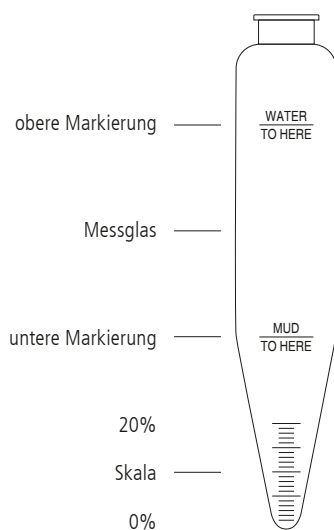 obere Markierung
WATER
TO HERE
Messglas
untere Markierung
MUD
TO HERE
20%
Skala
0%